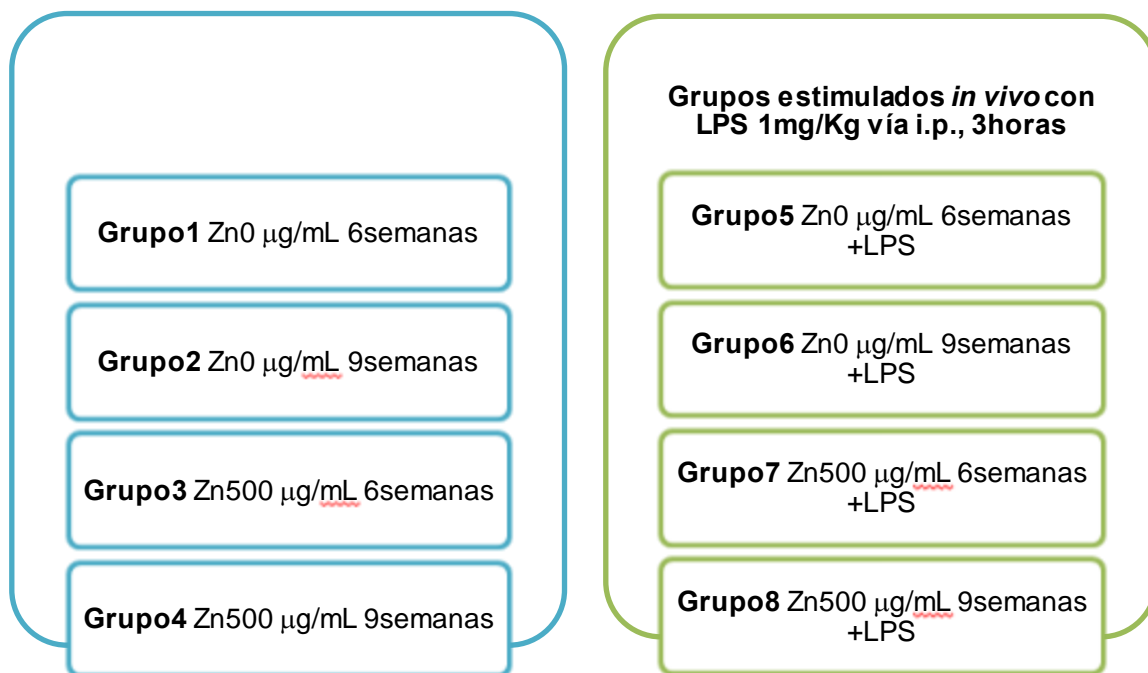 Grupo1 Zn0 μg/mL 6semanas
Grupo2 Zn0 μg/mL 9semanas
Grupo3 Zn500 μg/mL 6semanas
Grupo4 Zn500 μg/mL 9semanas
Grupos estimulados in vivo con
LPS 1mg/Kg vía i.p., 3horas
Grupo5 Zn0 μg/mL 6semanas
+LPS
Grupo6 Zn0 μg/mL 9semanas
+LPS
Grupo7 Zn500 μg/mL 6semanas
+LPS
Grupo8 Zn500 μg/mL 9semanas
+LPS